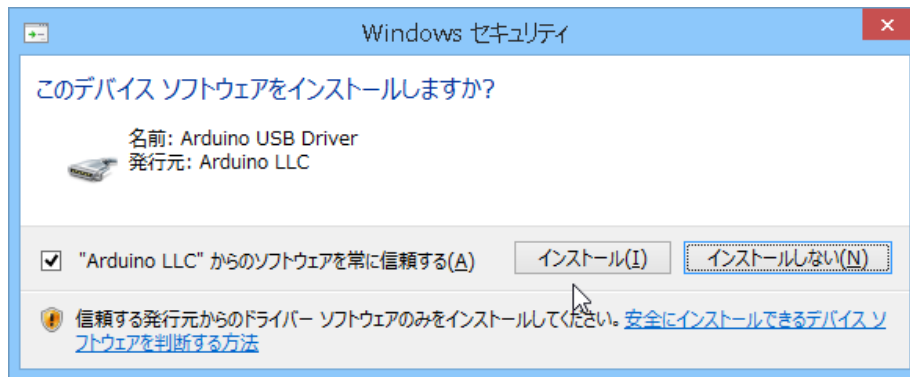 Windows セキュリティ
このデバイス ソフトウェアをインストールしますか?
名前: Arduino USB Driver
発行元: Arduino LLC
"Arduino LLC" からのソフトウェアを常に信頼する(A)
インストール(I)
インストールしない(N)
信頼する発行元からのドライバー ソフトウェアのみをインストールしてください。安全にインストールできるデバイス ソ
フトウェアを判断する方法